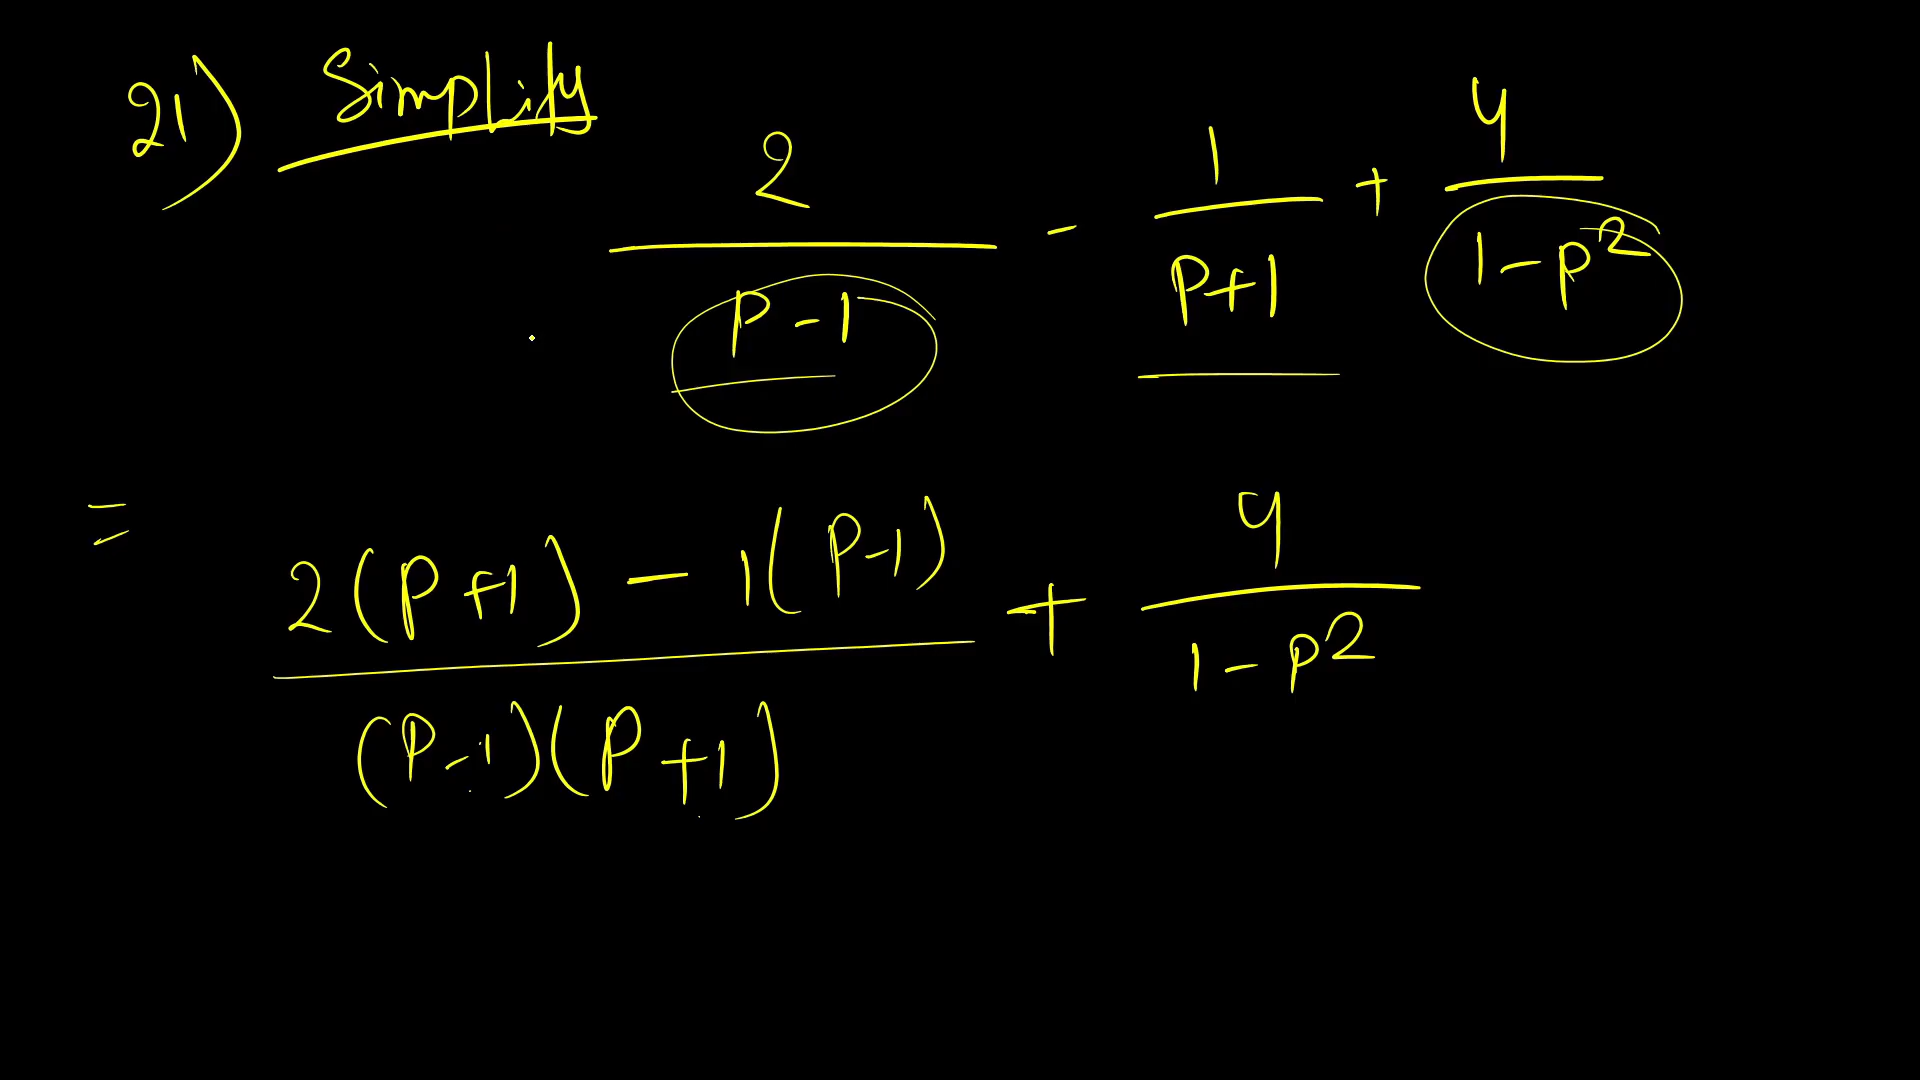 21) Simplify
2/(P-1) - 1/(P+1) + 4/(1-p²)
= (2(P+1) - 1(P-1))/((P-1)(P+1)) + 4/(1-p²)